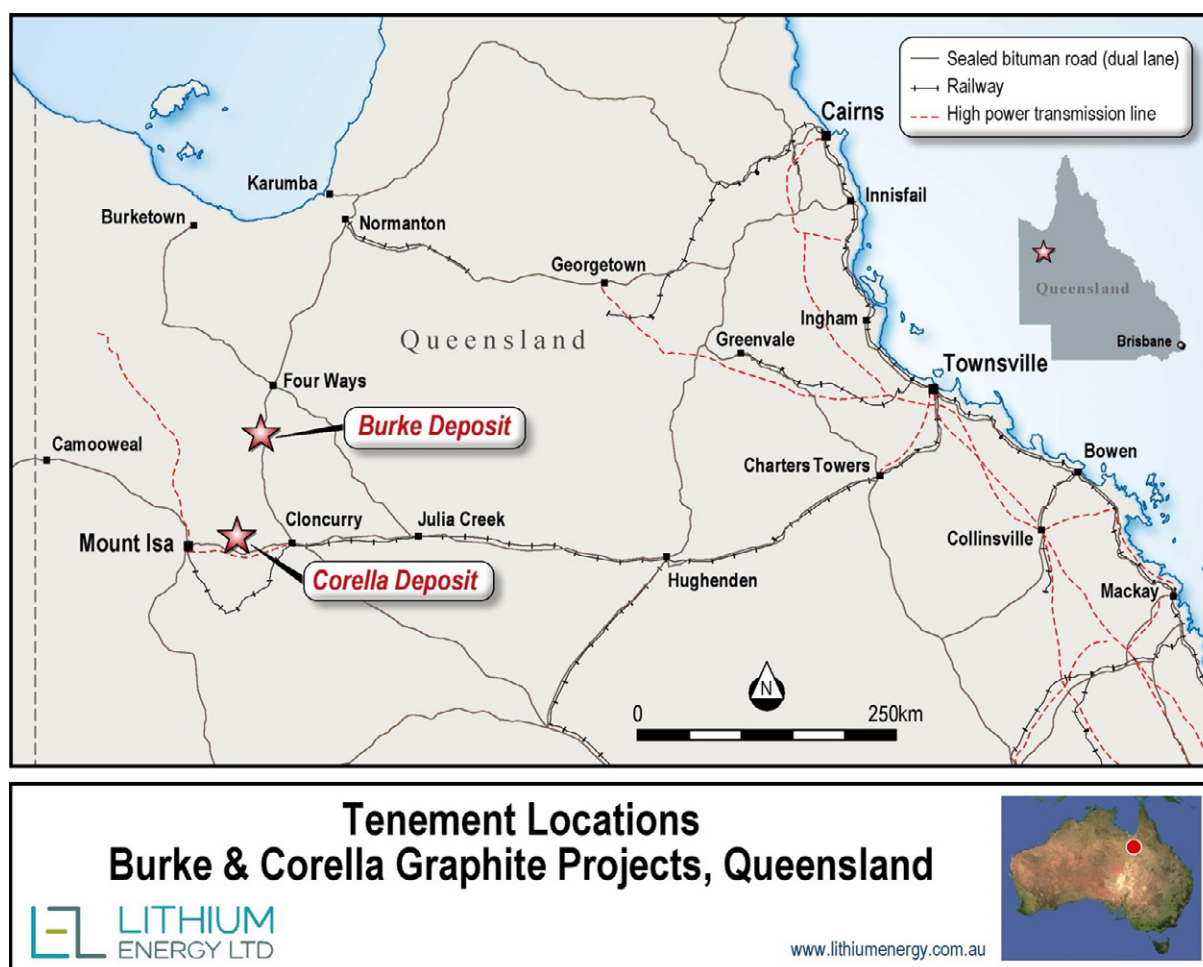 Sealed bituman road (dual lane)
Railway
High power transmission line
Cairns
Karumba
Innisfail
Burketown
Normanton
Georgetown
Queensland
Brisbane
Queensland
Ingham
Greenvale
Townsville
Four Ways
Burke Deposit
Camooweal
Charters Towers
Bowen
Mount Isa
Cloncurry
Julia Creek
Collinsville
Corella Deposit
Hughenden
Mackay
N
0 250km
Tenement Locations
Burke & Corella Graphite Projects, Queensland
LITHIUM
ENERGY LTD
www.lithiumenergy.com.au